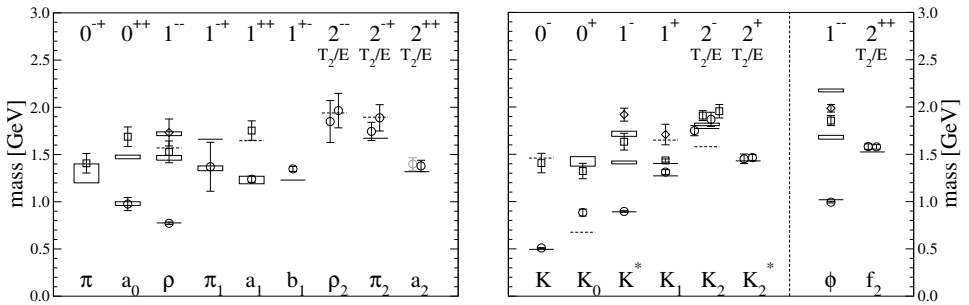 0⁻⁺ 0⁺⁺ 1⁻⁻ 1⁻⁺ 1⁺⁺ 1⁺⁻ 2⁻⁻ 2⁻⁺ 2⁺⁺
T₂/E T₂/E T₂/E
3.0
2.5
2.0
1.5
1.0
0.5
0.0
mass [GeV]
π a₀ ρ π₁ a₁ b₁ ρ₂ π₂ a₂
0⁻ 0⁺ 1⁻ 1⁺ 2⁻ 2⁺ 1⁻⁻ 2⁺⁺
T₂/E T₂/E T₂/E
3.0
2.5
2.0
1.5
1.0
0.5
0.0
mass [GeV]
K K₀ K* K₁ K₂ K₂* ϕ f₂